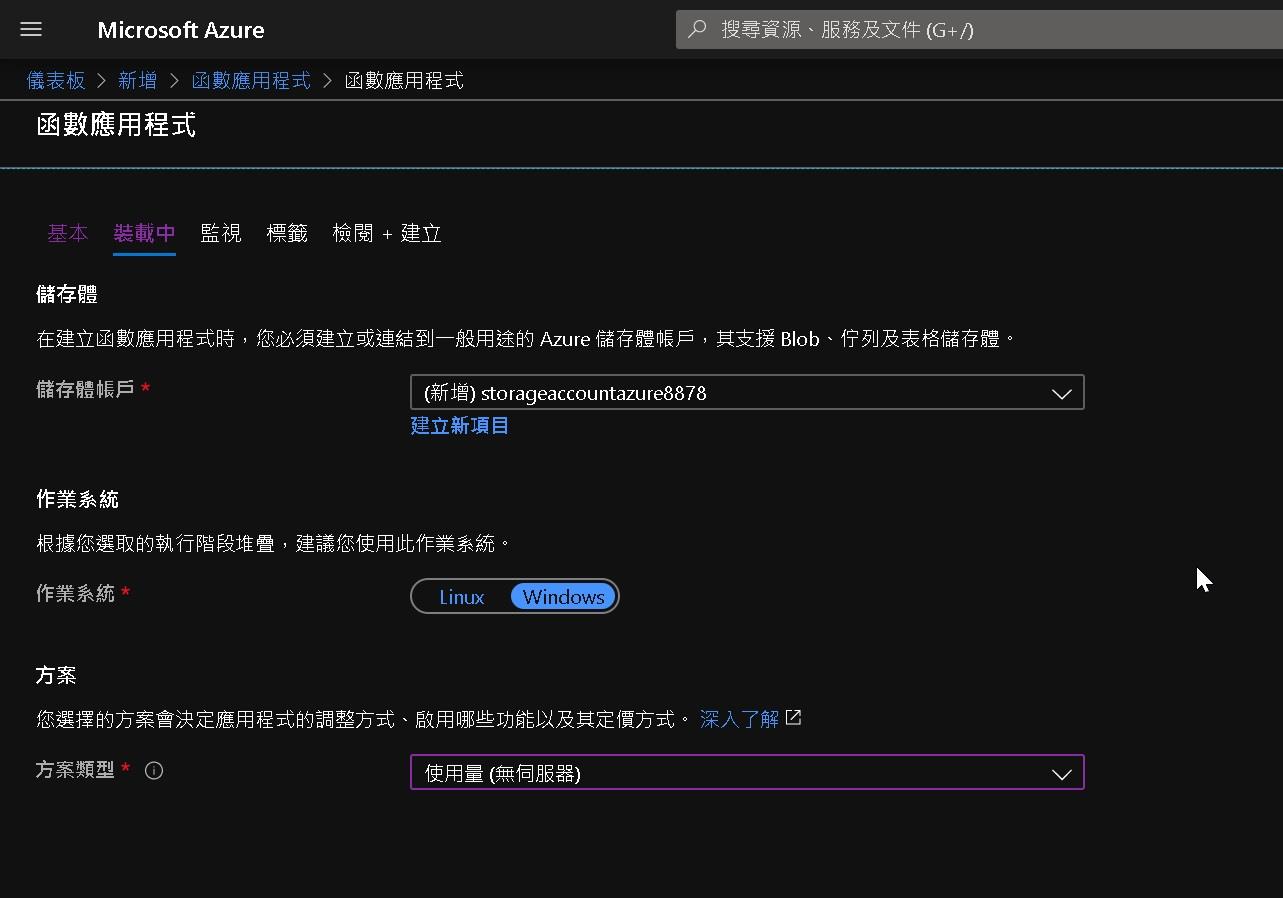 Microsoft Azure
搜尋資源、服務及文件 (G+/)
儀表板 > 新增 > 函數應用程式 > 函數應用程式
函數應用程式
基本 裝載中 監視 標籤 檢閱 + 建立
儲存體
在建立函數應用程式時，您必須建立或連結到一般用途的 Azure 儲存體帳戶，其支援 Blob、佇列及表格儲存體。
儲存體帳戶 *
(新增) storageaccountazure8878
建立新項目
作業系統
根據您選取的執行階段堆疊，建議您使用此作業系統。
作業系統 *
Linux Windows
方案
您選擇的方案會決定應用程式的調整方式、啟用哪些功能以及其定價方式。 深入了解
方案類型 *
使用量 (無伺服器)